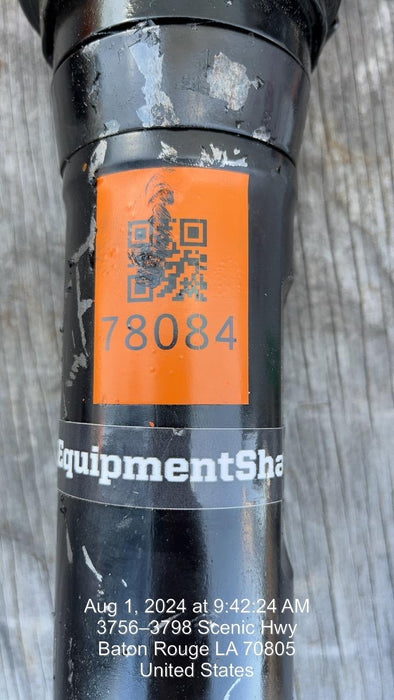 78084
EquipmentSha
Aug 1, 2024 at 9:42:24 AM
3756–3798 Scenic Hwy
Baton Rouge LA 70805
United States